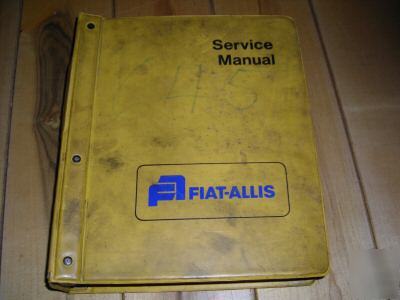 Service
Manual
645
FIAT-ALLIS